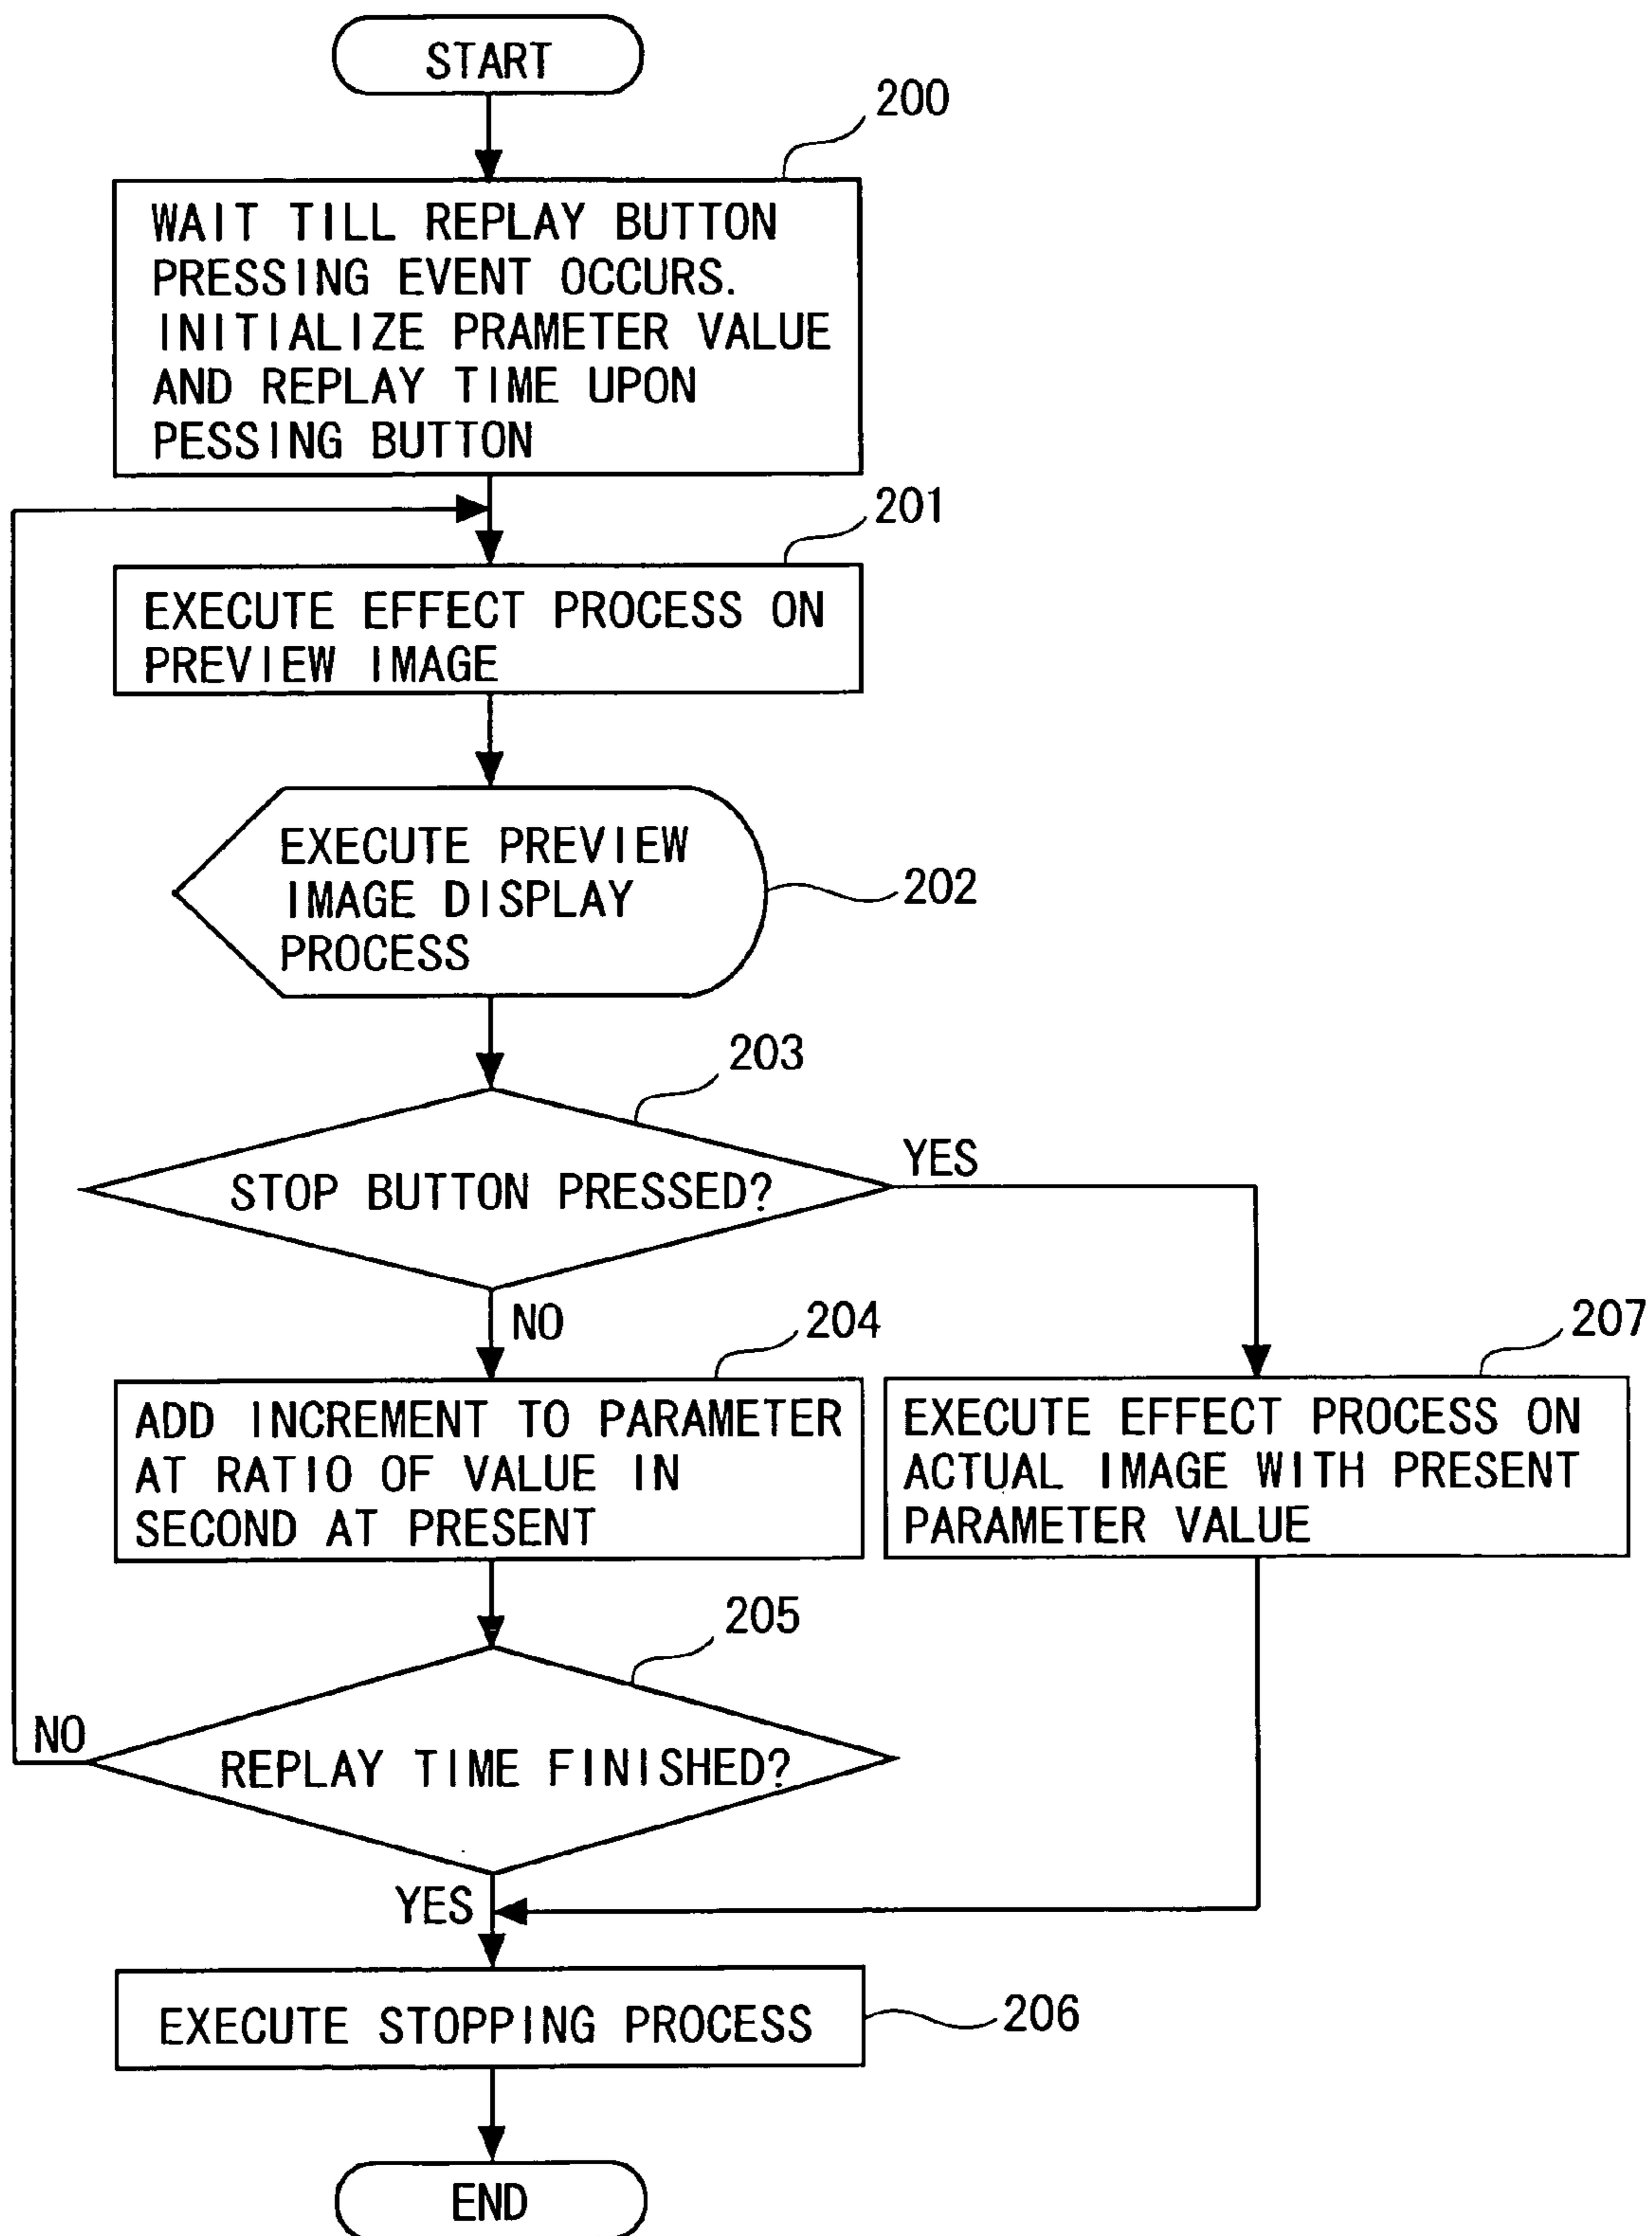 START
200
WAIT TILL REPLAY BUTTON
PRESSING EVENT OCCURS.
INITIALIZE PRAMETER VALUE
AND REPLAY TIME UPON
PESSING BUTTON
201
EXECUTE EFFECT PROCESS ON
PREVIEW IMAGE
EXECUTE PREVIEW
IMAGE DISPLAY
PROCESS
202
203
STOP BUTTON PRESSED?
YES
NO
204
ADD INCREMENT TO PARAMETER
AT RATIO OF VALUE IN
SECOND AT PRESENT
207
EXECUTE EFFECT PROCESS ON
ACTUAL IMAGE WITH PRESENT
PARAMETER VALUE
205
REPLAY TIME FINISHED?
NO
YES
EXECUTE STOPPING PROCESS
206
END